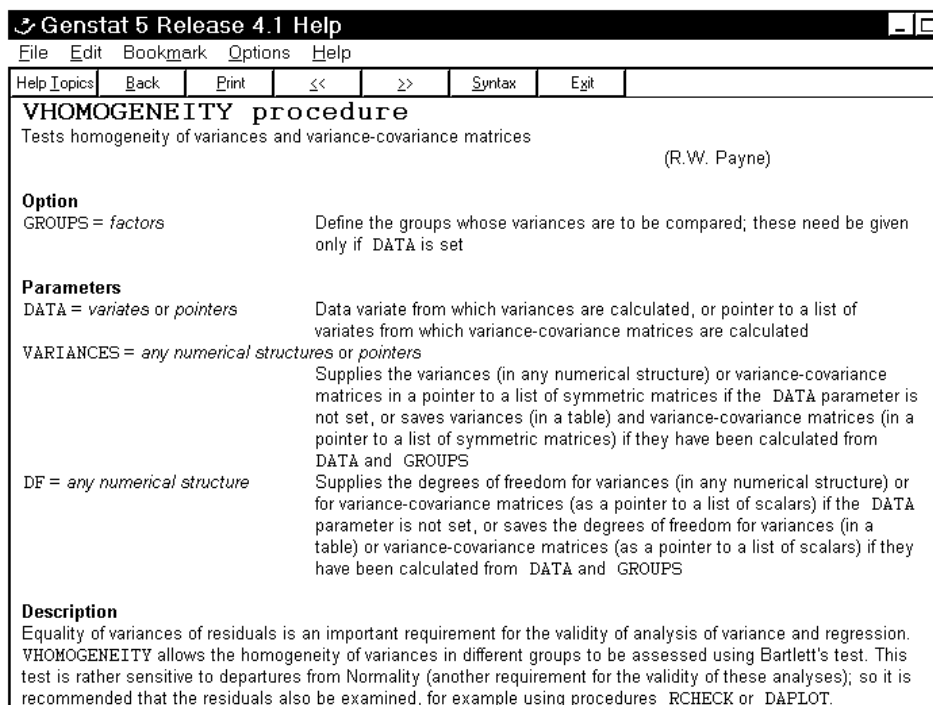 Genstat 5 Release 4.1 Help
File Edit Bookmark Options Help
Help Topics Back Print << >> Syntax Exit
VHOMOGENEITY procedure
Tests homogeneity of variances and variance-covariance matrices
(R.W. Payne)
Option
GROUPS = factors Define the groups whose variances are to be compared; these need be given
only if DATA is set
Parameters
DATA = variates or pointers Data variate from which variances are calculated, or pointer to a list of
variates from which variance-covariance matrices are calculated
VARIANCES = any numerical structures or pointers
Supplies the variances (in any numerical structure) or variance-covariance
matrices in a pointer to a list of symmetric matrices if the DATA parameter is
not set, or saves variances (in a table) and variance-covariance matrices (in a
pointer to a list of symmetric matrices) if they have been calculated from
DATA and GROUPS
DF = any numerical structure Supplies the degrees of freedom for variances (in any numerical structure) or
for variance-covariance matrices (as a pointer to a list of scalars) if the DATA
parameter is not set, or saves the degrees of freedom for variances (in a
table) or variance-covariance matrices (as a pointer to a list of scalars) if they
have been calculated from DATA and GROUPS
Description
Equality of variances of residuals is an important requirement for the validity of analysis of variance and regression.
VHOMOGENEITY allows the homogeneity of variances in different groups to be assessed using Bartlett's test. This
test is rather sensitive to departures from Normality (another requirement for the validity of these analyses); so it is
recommended that the residuals also be examined, for example using procedures RCHECK or DAPLOT.